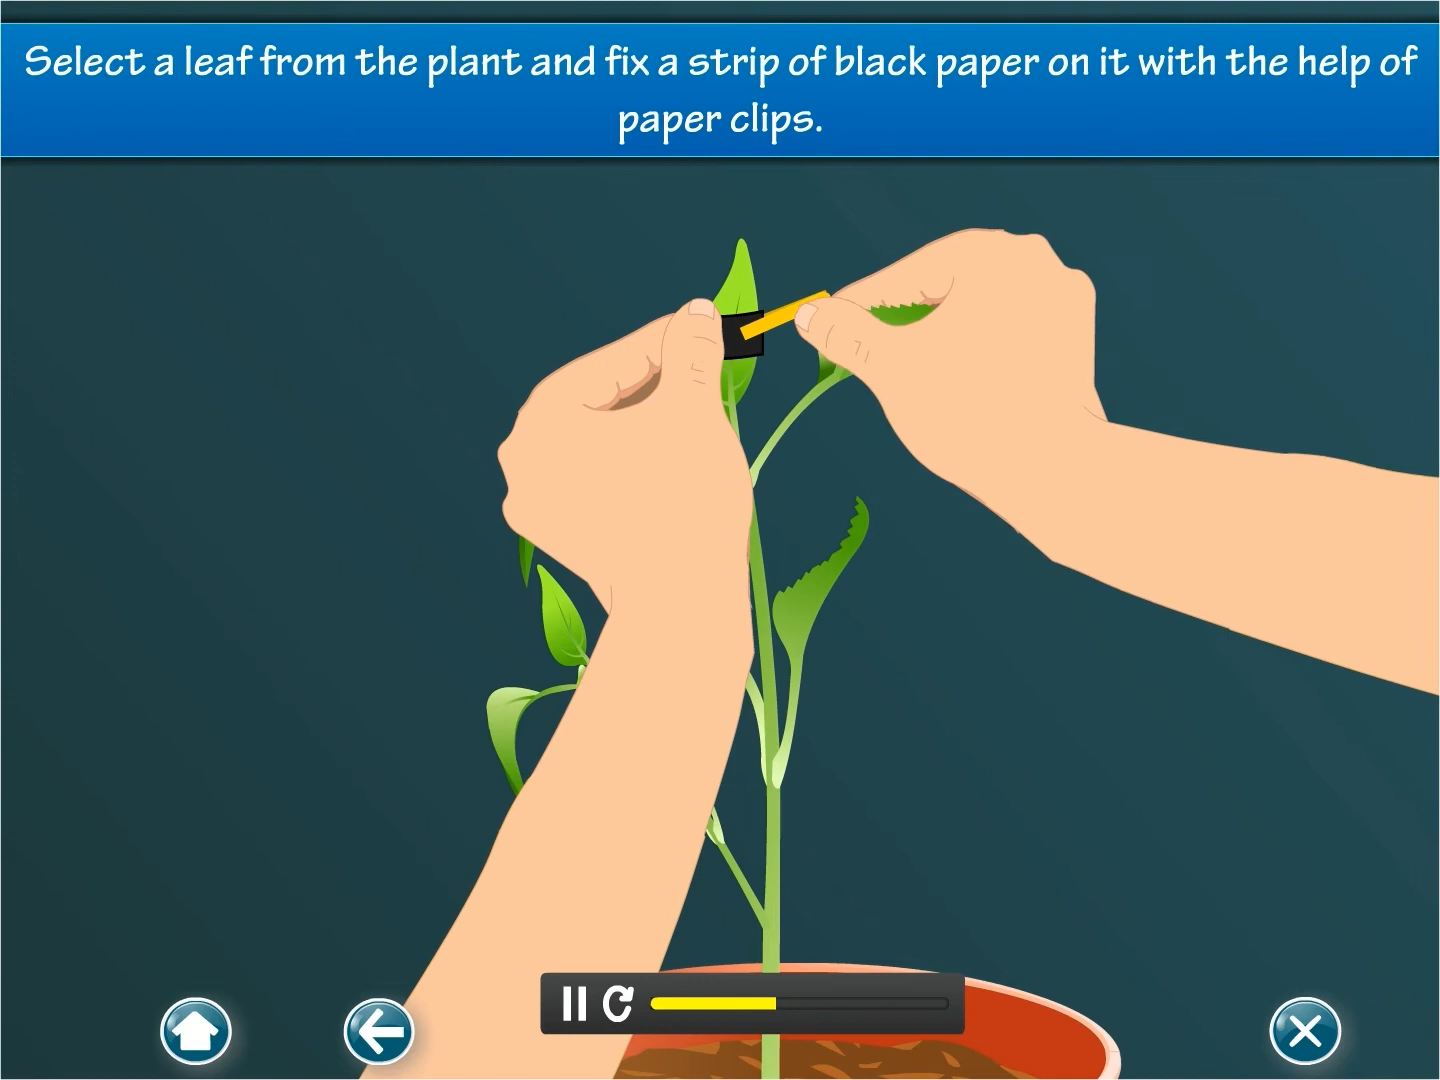 Select a leaf from the plant and fix a strip of black paper on it with the help of
paper clips.